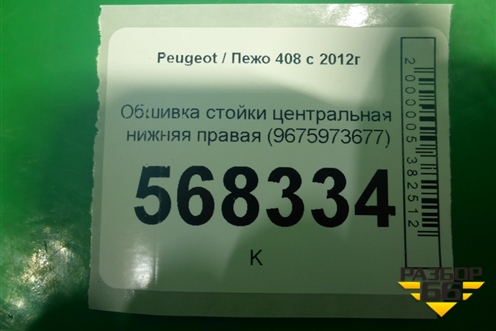 Peugeot / Пежо 408 с 2012г
Обшивка стойки центральная
нижняя правая (9675973677)
568334
К
2000005382512
РАЗБОР
66